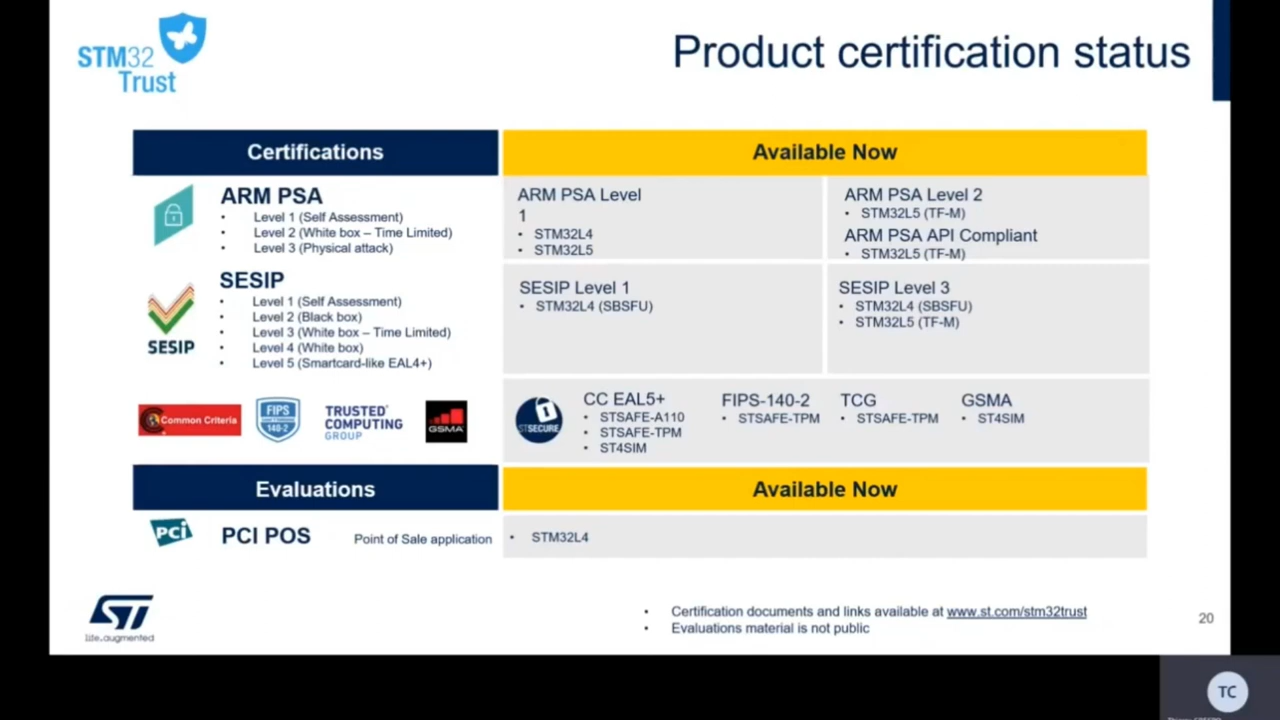 STM32
Trust
Product certification status
Certifications
Available Now
ARM PSA
• Level 1 (Self Assessment)
• Level 2 (White box – Time Limited)
• Level 3 (Physical attack)
ARM PSA Level
1
• STM32L4
• STM32L5
ARM PSA Level 2
• STM32L5 (TF-M)
ARM PSA API Compliant
• STM32L5 (TF-M)
SESIP
SESIP
• Level 1 (Self Assessment)
• Level 2 (Black box)
• Level 3 (White box – Time Limited)
• Level 4 (White box)
• Level 5 (Smartcard-like EAL4+)
SESIP Level 1
• STM32L4 (SBSFU)
SESIP Level 3
• STM32L4 (SBSFU)
• STM32L5 (TF-M)
Common Criteria
FIPS
140-2
TRUSTED
COMPUTING
GROUP
GSMA
STSECURE
CC EAL5+
• STSAFE-A110
• STSAFE-TPM
• ST4SIM
FIPS-140-2
• STSAFE-TPM
TCG
• STSAFE-TPM
GSMA
• ST4SIM
Evaluations
Available Now
PCi
PCI POS
Point of Sale application
• STM32L4
ST
life.augmented
• Certification documents and links available at www.st.com/stm32trust
• Evaluations material is not public
20
TC